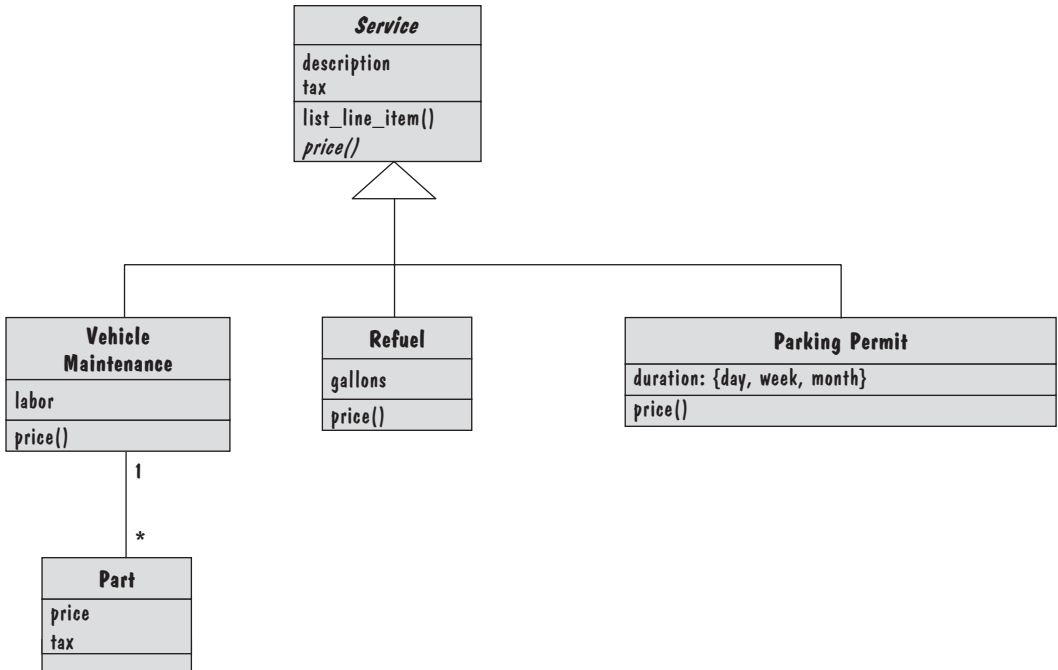 Service
description
tax
list_line_item()
price()
Vehicle
Maintenance
labor
price()
Refuel
gallons
price()
Parking Permit
duration: {day, week, month}
price()
1
*
Part
price
tax